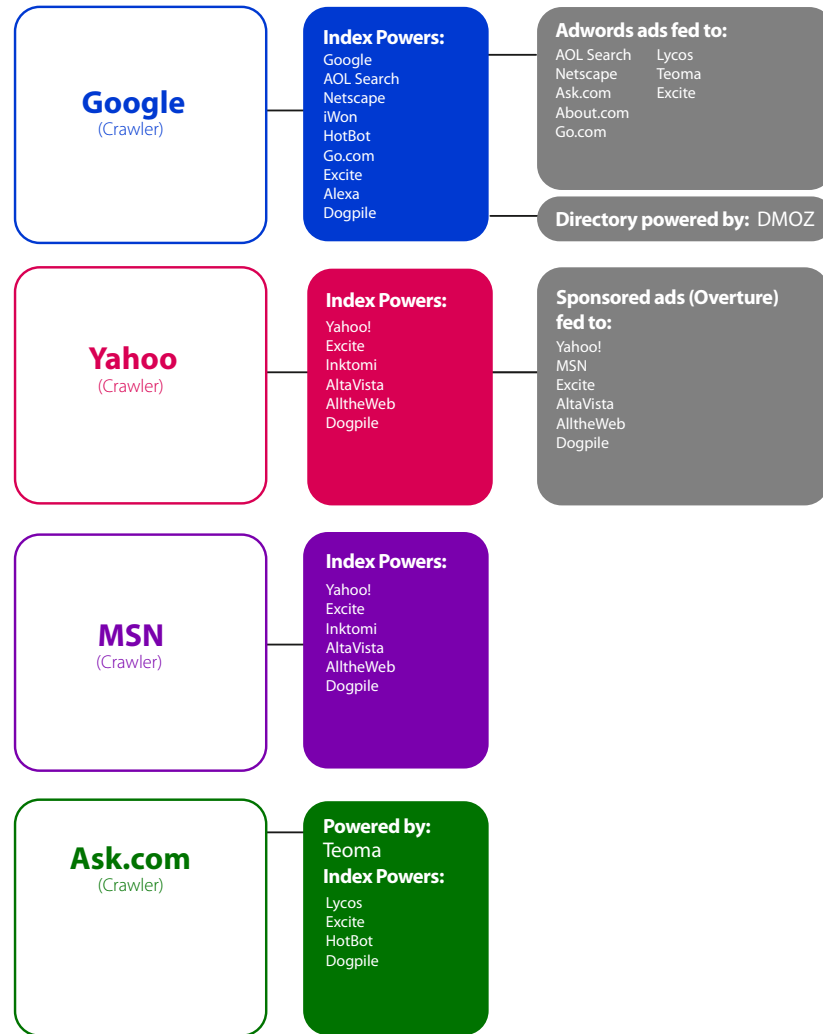 Google
(Crawler)
Index Powers:
Google
AOL Search
Netscape
iWon
HotBot
Go.com
Excite
Alexa
Dogpile
Adwords ads fed to:
AOL Search
Netscape
Ask.com
About.com
Go.com
Lycos
Teoma
Excite
Directory powered by: DMOZ
Yahoo
(Crawler)
Index Powers:
Yahoo!
Excite
Inktomi
AltaVista
AlltheWeb
Dogpile
Sponsored ads (Overture)
fed to:
Yahoo!
MSN
Excite
AltaVista
AlltheWeb
Dogpile
MSN
(Crawler)
Index Powers:
Yahoo!
Excite
Inktomi
AltaVista
AlltheWeb
Dogpile
Ask.com
(Crawler)
Powered by:
Teoma
Index Powers:
Lycos
Excite
HotBot
Dogpile